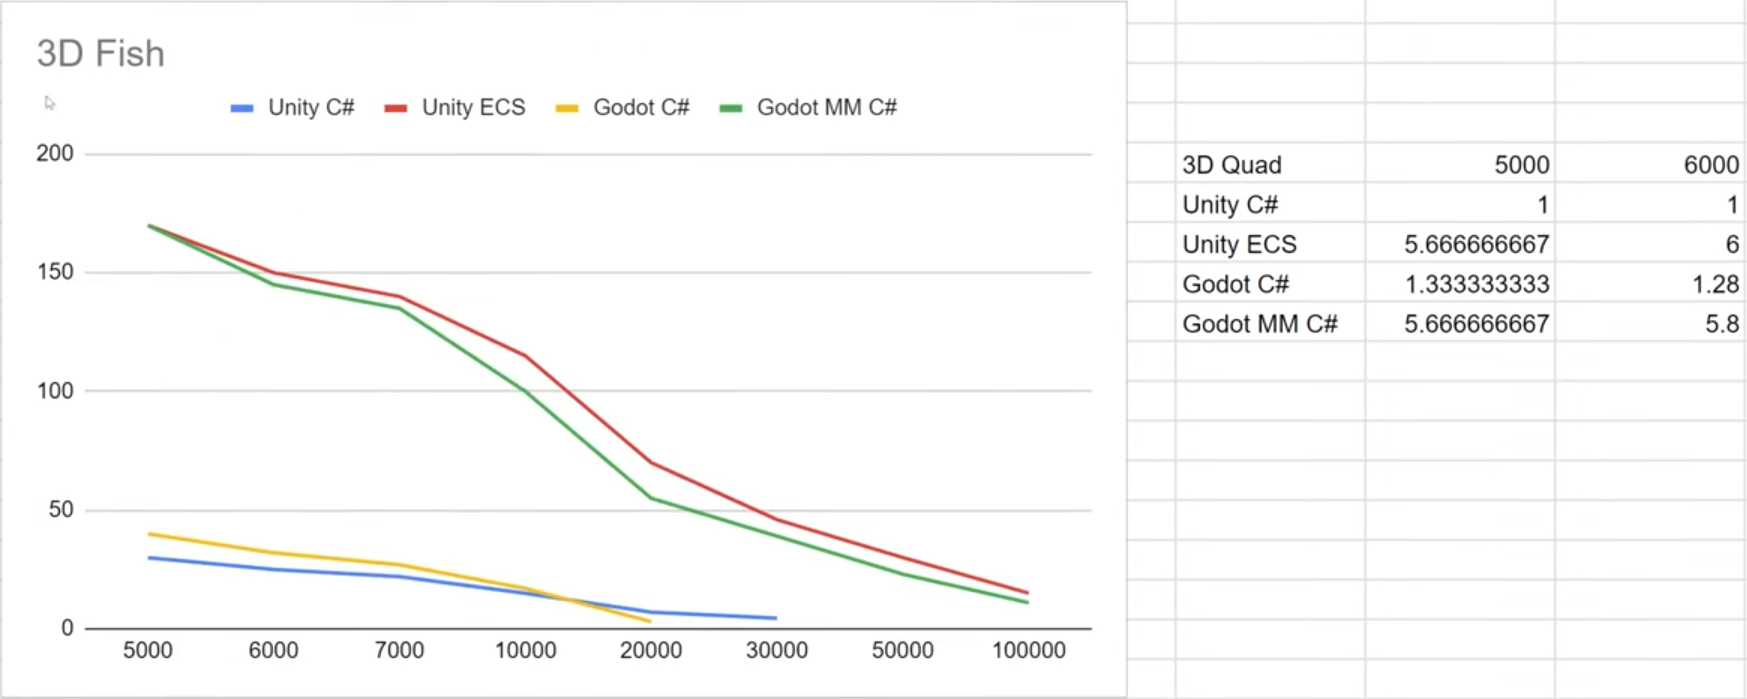 3D Fish
Unity C# Unity ECS Godot C# Godot MM C#
200
150
100
50
0
5000 6000 7000 10000 20000 30000 50000 100000
3D Quad 5000 6000
Unity C# 1 1
Unity ECS 5.666666667 6
Godot C# 1.333333333 1.28
Godot MM C# 5.666666667 5.8